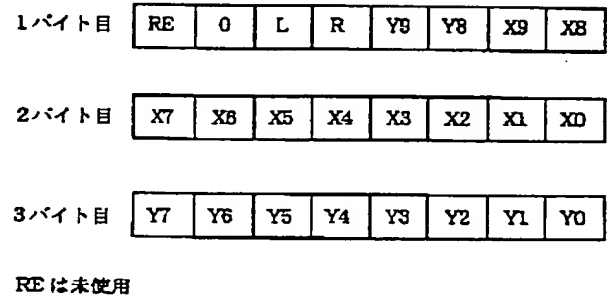 1バイト目 RE 0 L R Y9 Y8 X9 X8
2バイト目 X7 X6 X5 X4 X3 X2 X1 X0
3バイト目 Y7 Y6 Y5 Y4 Y3 Y2 Y1 Y0
REは未使用